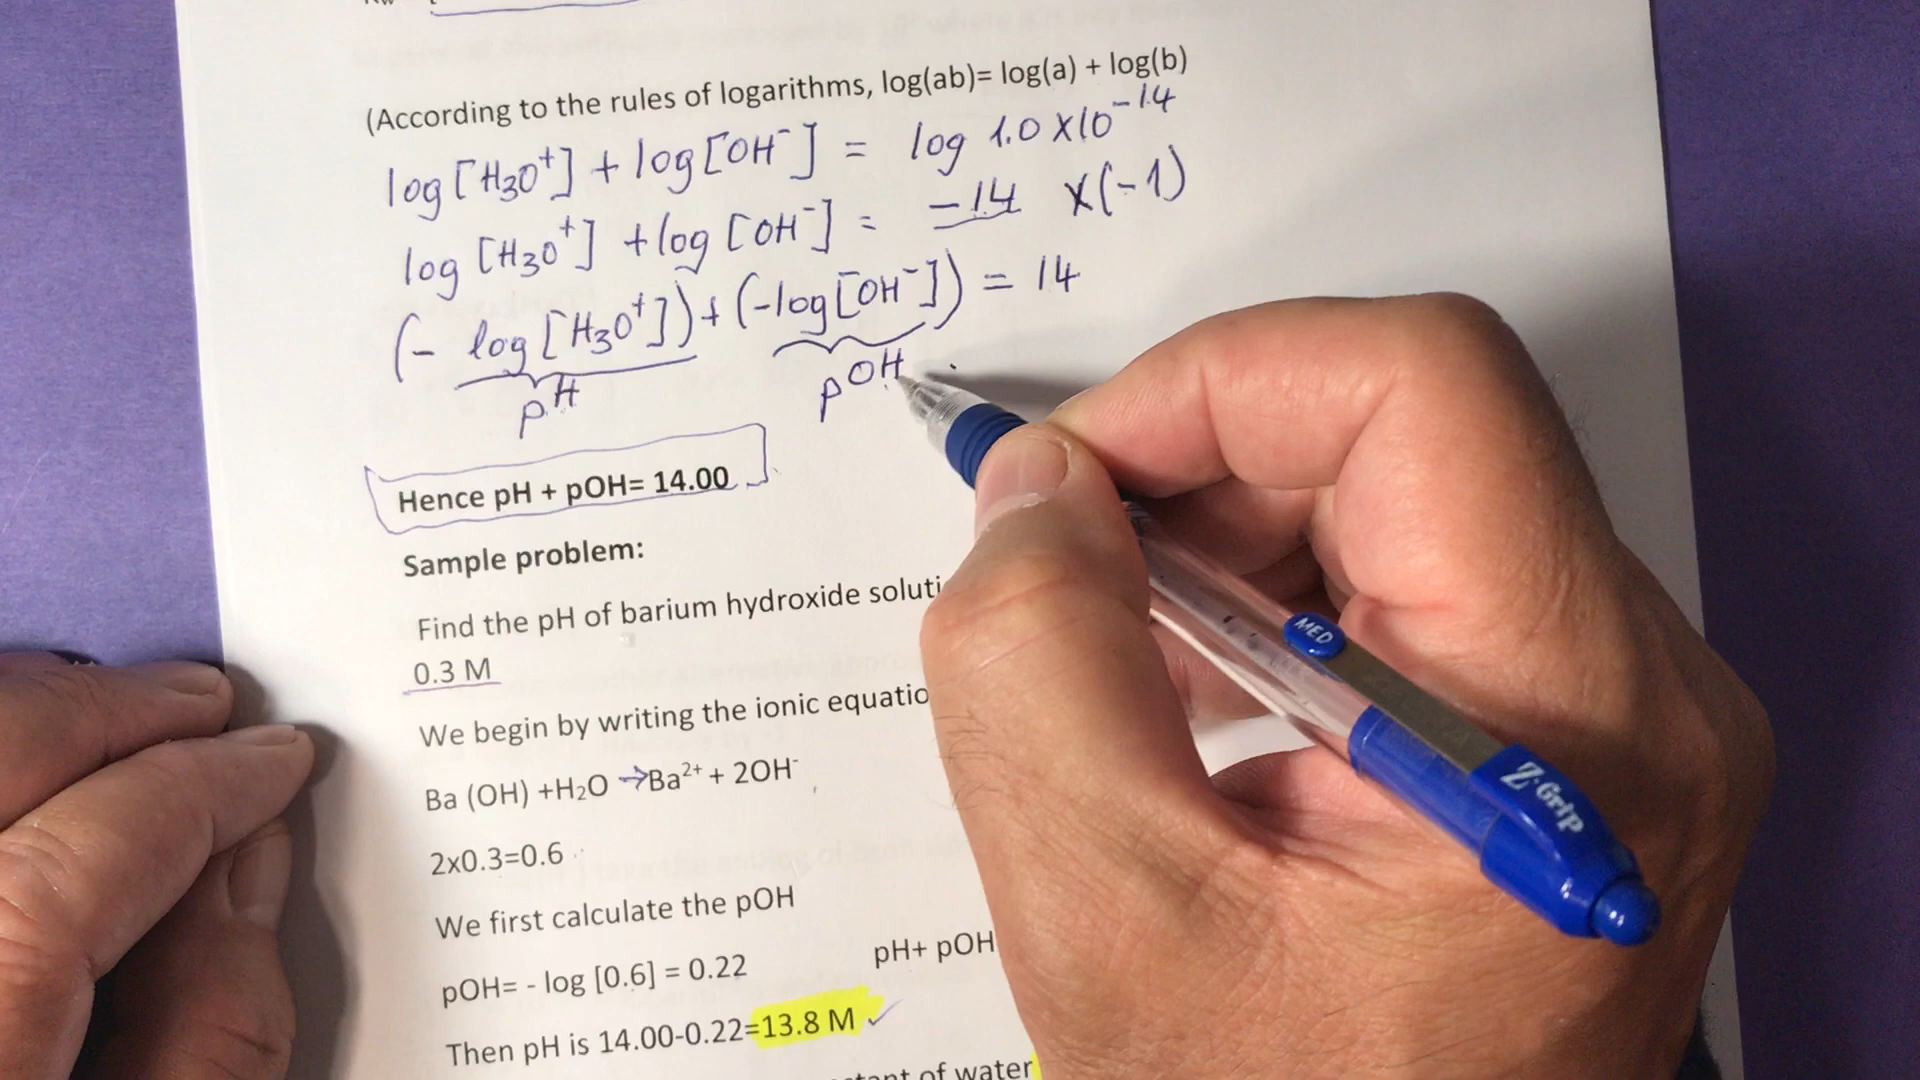 (According to the rules of logarithms, log(ab)= log(a) + log(b)
log [H₃O⁺] + log [OH⁻] = log 1.0 x10⁻¹⁴
log [H₃O⁺] + log [OH⁻] = -14 x(-1)
(- log [H₃O⁺]) + (-log [OH⁻]) = 14
pH pOH
Hence pH + pOH= 14.00
Sample problem:
Find the pH of barium hydroxide
0.3 M
We begin by writing the ionic
Ba (OH) +H₂O → Ba²⁺ + 2OH⁻
2x0.3=0.6
We first calculate the pOH
pOH= - log [0.6] = 0.22 pH+ pOH
Then pH is 14.00-0.22=13.8 M ✓
of water
MED
Z-Grip